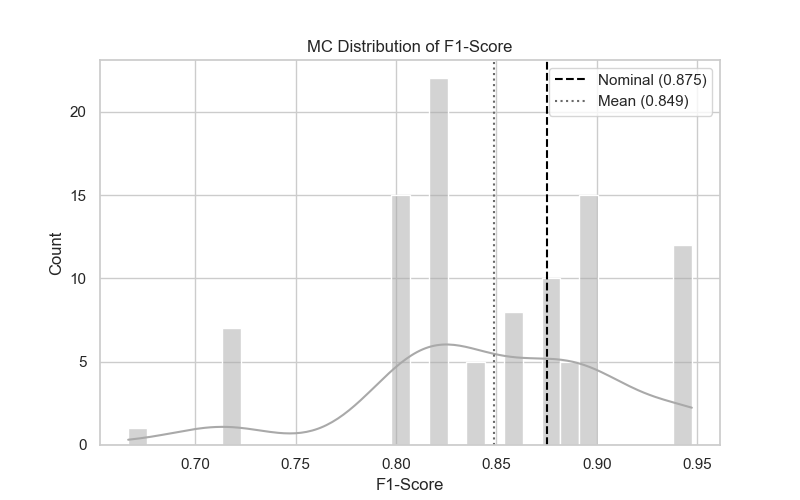 MC Distribution of F1-Score
Nominal (0.875)
Mean (0.849)
Count
20
15
10
5
0
0.70 0.75 0.80 0.85 0.90 0.95
F1-Score